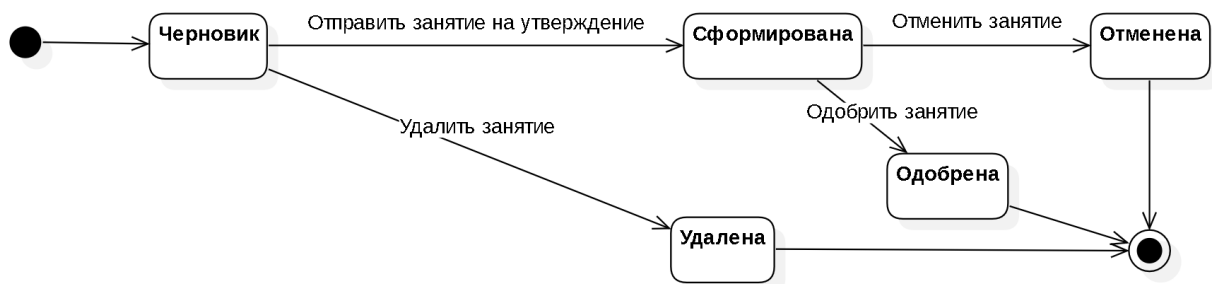 Черновик
Отправить занятие на утверждение
Сформирована
Отменить занятие
Отменена
Удалить занятие
Одобрить занятие
Одобрена
Удалена